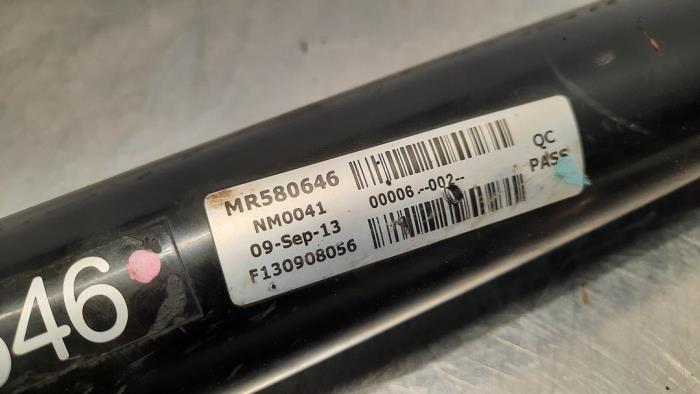 MR580646
NM0041
09-Sep-13
F130908056
00006.--002--
QC
PASS
46